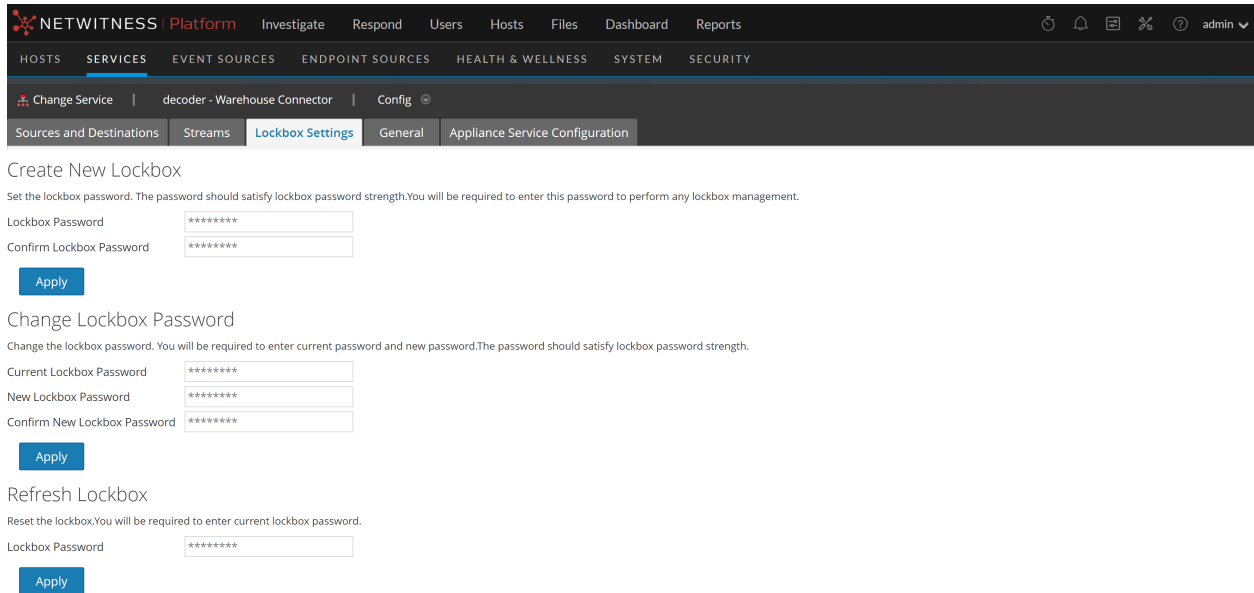 NETWITNESS Platform Investigate Respond Users Hosts Files Dashboard Reports admin
HOSTS SERVICES EVENT SOURCES ENDPOINT SOURCES HEALTH & WELLNESS SYSTEM SECURITY
Change Service | decoder - Warehouse Connector | Config
Sources and Destinations Streams Lockbox Settings General Appliance Service Configuration
Create New Lockbox
Set the lockbox password. The password should satisfy lockbox password strength.You will be required to enter this password to perform any lockbox management.
Lockbox Password ********
Confirm Lockbox Password ********
Apply
Change Lockbox Password
Change the lockbox password. You will be required to enter current password and new password.The password should satisfy lockbox password strength.
Current Lockbox Password ********
New Lockbox Password ********
Confirm New Lockbox Password ********
Apply
Refresh Lockbox
Reset the lockbox.You will be required to enter current lockbox password.
Lockbox Password ********
Apply